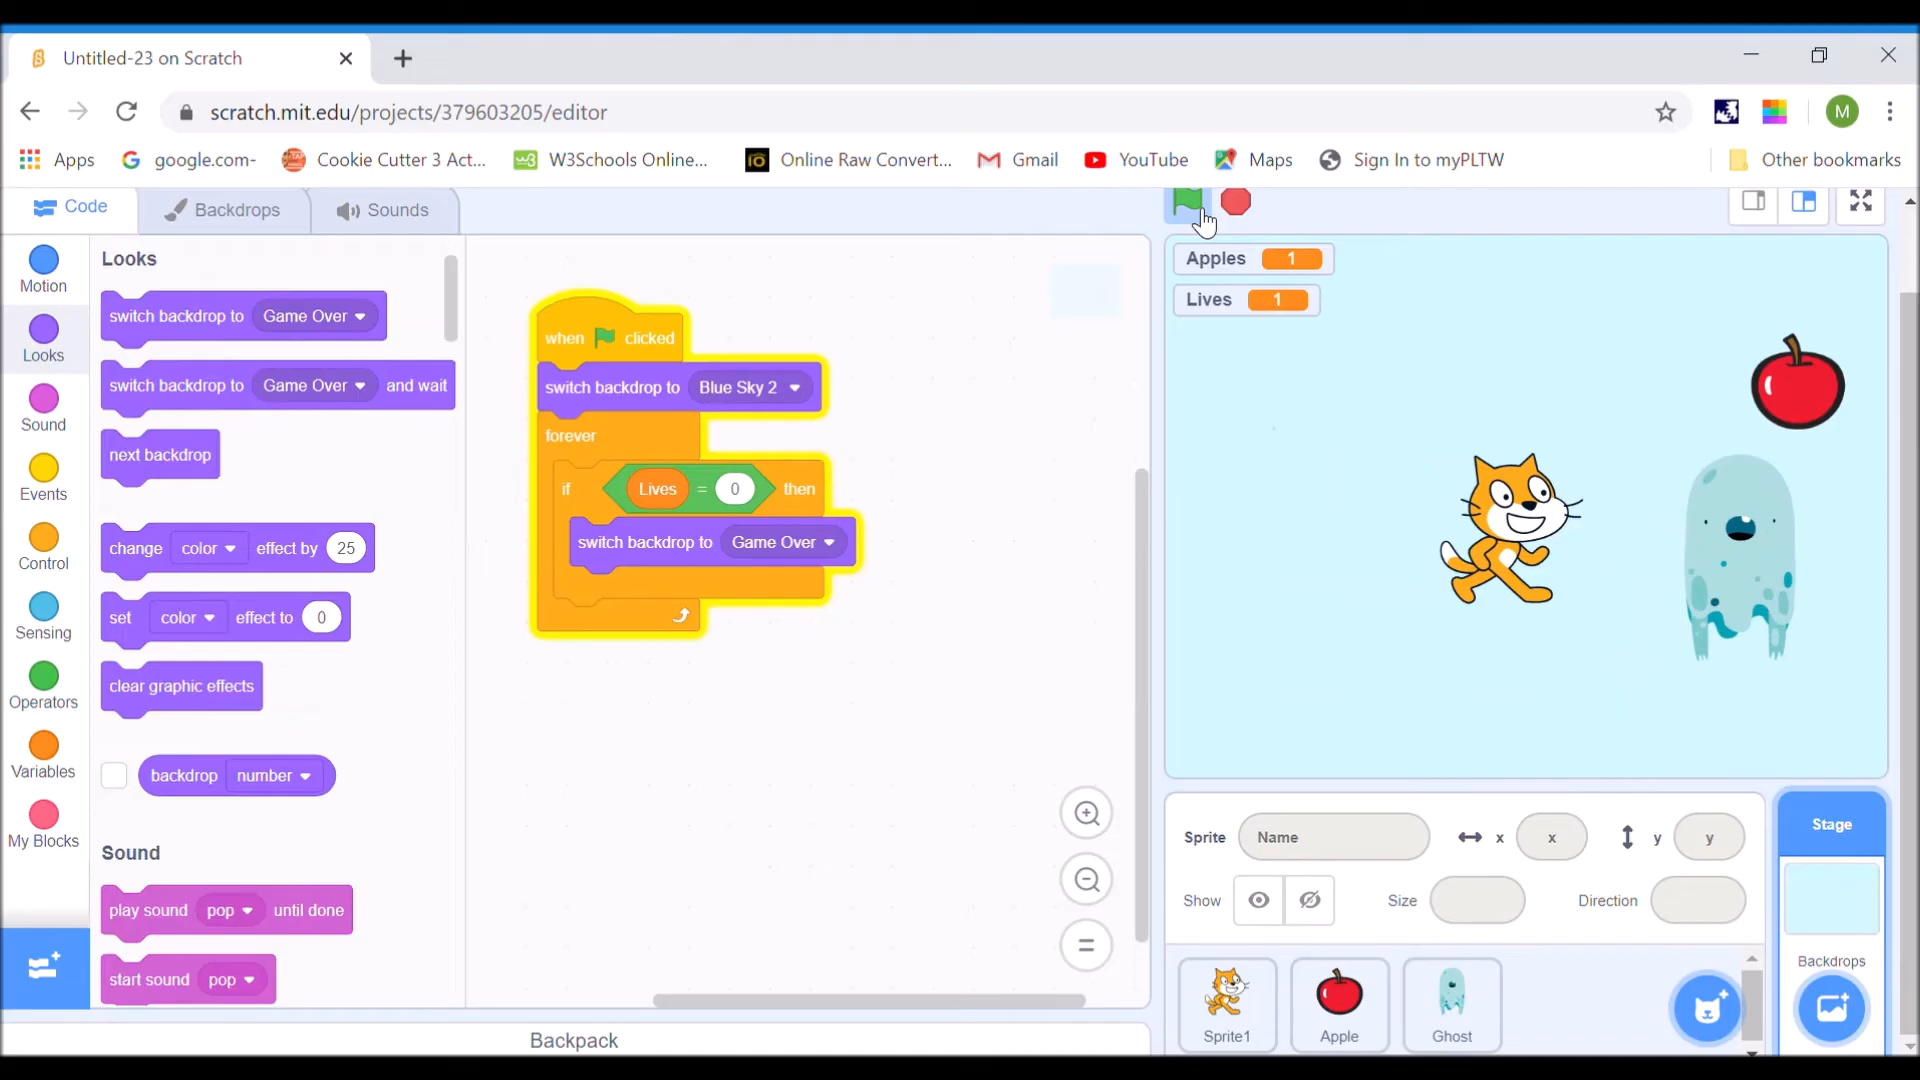 Untitled-23 on Scratch
scratch.mit.edu/projects/379603205/editor
M
Apps
google.com-
Cookie Cutter 3 Act...
W3Schools Online...
Online Raw Convert...
Gmail
YouTube
Maps
Sign In to myPLTW
Other bookmarks
Code
Backdrops
Sounds
Motion
Looks
Sound
Events
Control
Sensing
Operators
Variables
My Blocks
Looks
switch backdrop to Game Over
switch backdrop to Game Over and wait
next backdrop
change color effect by 25
set color effect to 0
clear graphic effects
backdrop number
Sound
play sound pop until done
start sound pop
when clicked
switch backdrop to Blue Sky 2
forever
if Lives = 0 then
switch backdrop to Game Over
Backpack
Apples 1
Lives 1
Sprite Name x x y y
Show Size Direction
Sprite1
Apple
Ghost
Stage
Backdrops